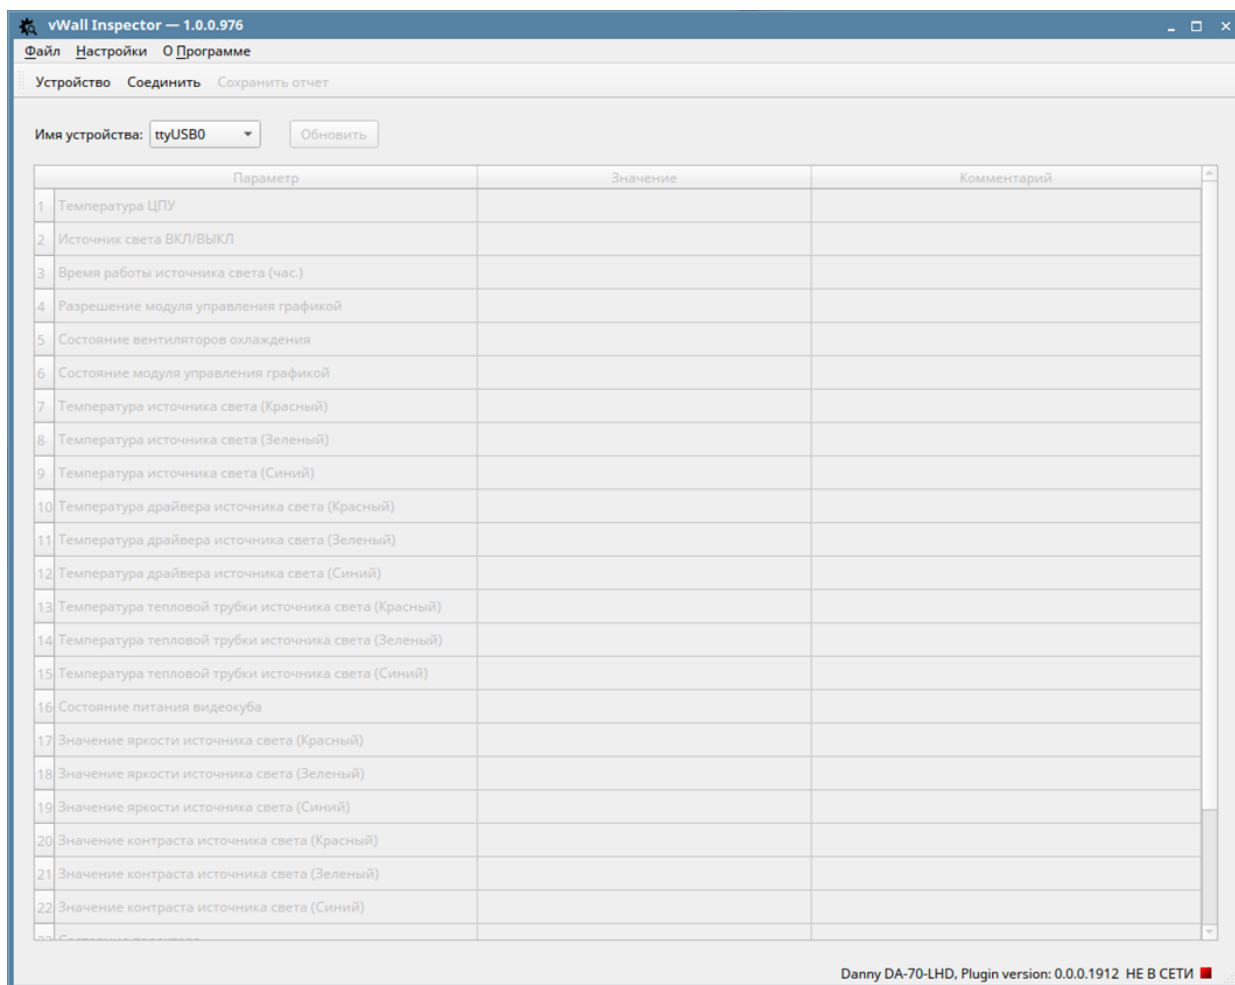 vWall Inspector — 1.0.0.976
Файл Настройки О Программе
Устройство Соединить Сохранить отчет
Имя устройства: ttyUSB0 Обновить
Параметр Значение Комментарий
1 Температура ЦПУ
2 Источник света ВКЛ/ВЫКЛ
3 Время работы источника света (час.)
4 Разрешение модуля управления графикой
5 Состояние вентиляторов охлаждения
6 Состояние модуля управления графикой
7 Температура источника света (Красный)
8 Температура источника света (Зеленый)
9 Температура источника света (Синий)
10 Температура драйвера источника света (Красный)
11 Температура драйвера источника света (Зеленый)
12 Температура драйвера источника света (Синий)
13 Температура тепловой трубки источника света (Красный)
14 Температура тепловой трубки источника света (Зеленый)
15 Температура тепловой трубки источника света (Синий)
16 Состояние питания видеокуба
17 Значение яркости источника света (Красный)
18 Значение яркости источника света (Зеленый)
19 Значение яркости источника света (Синий)
20 Значение контраста источника света (Красный)
21 Значение контраста источника света (Зеленый)
22 Значение контраста источника света (Синий)
Danny DA-70-LHD, Plugin version: 0.0.0.1912 НЕ В СЕТИ